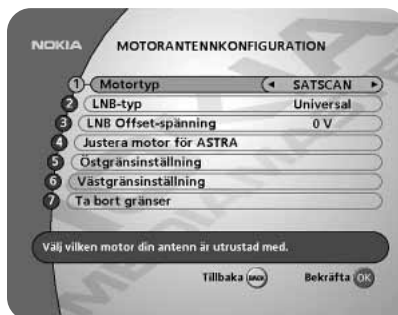 NOKIA MOTORANTENNKONFIGURATION
1 Motortyp SATSCAN
2 LNB-typ Universal
3 LNB Offset-spänning 0 V
4 Justera motor för ASTRA
5 Östgränsinställning
6 Västgränsinställning
7 Ta bort gränser
Välj vilken motor din antenn är utrustad med.
Tillbaka BACK Bekräfta OK